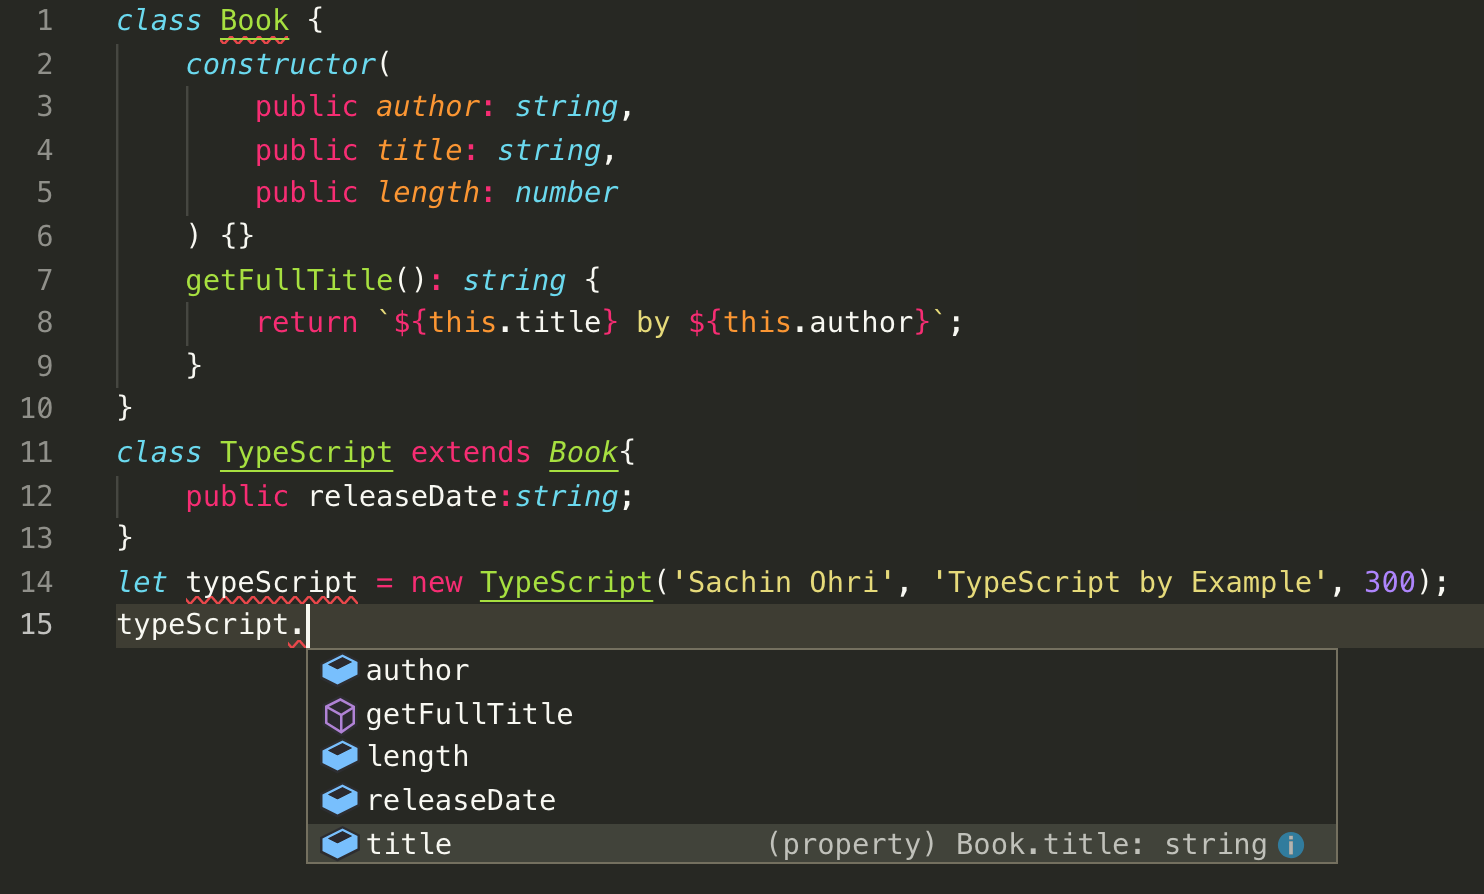 1 class Book {
2 constructor(
3 public author: string,
4 public title: string,
5 public length: number
6 ) {}
7 getFullTitle(): string {
8 return `${this.title} by ${this.author}`;
9 }
10 }
11 class TypeScript extends Book{
12 public releaseDate:string;
13 }
14 let typeScript = new TypeScript('Sachin Ohri', 'TypeScript by Example', 300);
15 typeScript.
author
getFullTitle
length
releaseDate
title (property) Book.title: string